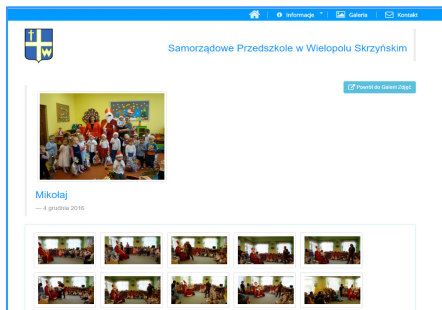 Informacje
Galeria
Kontakt
Samorządowe Przedszkole w Wielopolu Skrzyńskim
Powrót do Galerii Zdjęć
Mikołaj
— 4 grudnia 2016